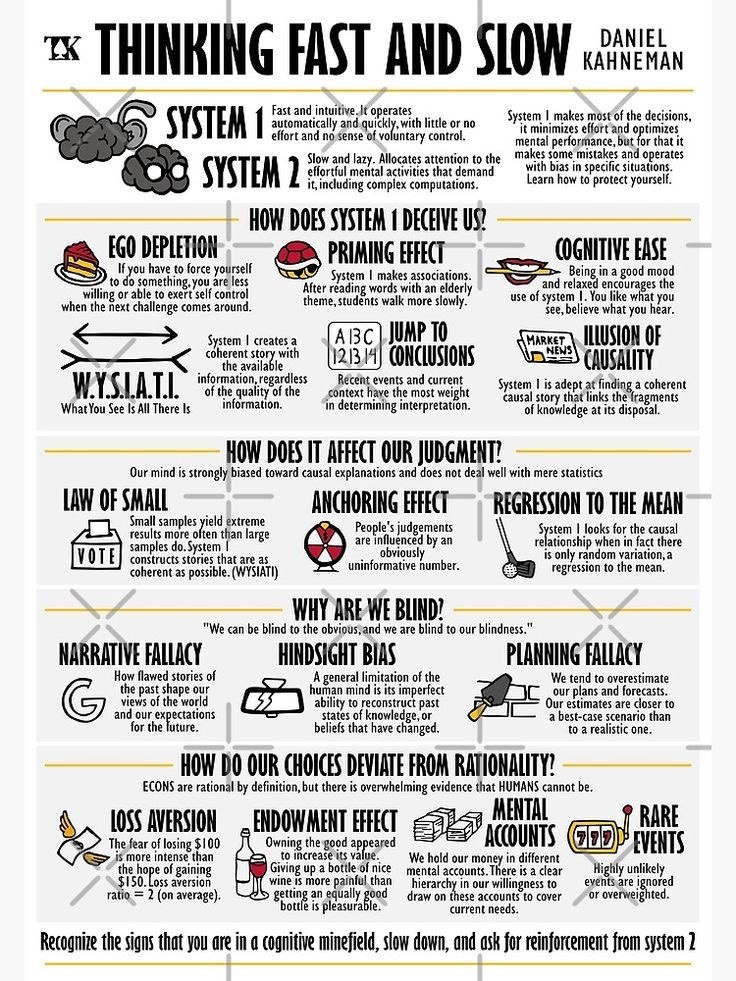 TK THINKING FAST AND SLOW
DANIEL
KAHNEMAN
SYSTEM 1
Fast and intuitive. It operates
automatically and quickly, with little or no
effort and no sense of voluntary control.
SYSTEM 2
Slow and lazy. Allocates attention to the
effortful mental activities that demand
it, including complex computations.
System 1 makes most of the decisions,
it minimizes effort and optimizes
mental performance, but for that it
makes some mistakes and operates
with bias in specific situations.
Learn how to protect yourself.
HOW DOES SYSTEM 1 DECEIVE US?
EGO DEPLETION
If you have to force yourself
to do something, you are less
willing or able to exert self control
when the next challenge comes around.
PRIMING EFFECT
System 1 makes associations.
After reading words with an elderly
theme, students walk more slowly.
COGNITIVE EASE
Being in a good mood
and relaxed encourages the
use of system 1. You like what you
see, believe what you hear.
W.Y.S.I.A.T.I.
What You See Is All There Is
System 1 creates a
coherent story with
the available
information, regardless
of the quality of the
information.
A 13 C
12 13 14
JUMP TO
CONCLUSIONS
Recent events and current
context have the most weight
in determining interpretation.
MARKET
NEWS
ILLUSION OF
CAUSALITY
System 1 is adept at finding a coherent
causal story that links the fragments
of knowledge at its disposal.
HOW DOES IT AFFECT OUR JUDGMENT?
Our mind is strongly biased toward causal explanations and does not deal well with mere statistics
LAW OF SMALL
VOTE
Small samples yield extreme
results more often than large
samples do. System 1
constructs stories that are as
coherent as possible. (WYSIATI)
ANCHORING EFFECT
People's judgements
are influenced by an
obviously
uninformative number.
REGRESSION TO THE MEAN
System 1 looks for the causal
relationship when in fact there
is only random variation, a
regression to the mean.
WHY ARE WE BLIND?
"We can be blind to the obvious, and we are blind to our blindness."
NARRATIVE FALLACY
G
How flawed stories of
the past shape our
views of the world
and our expectations
for the future.
HINDSIGHT BIAS
A general limitation of the
human mind is its imperfect
ability to reconstruct past
states of knowledge, or
beliefs that have changed.
PLANNING FALLACY
We tend to overestimate
our plans and forecasts.
Our estimates are closer to
a best-case scenario than
to a realistic one.
HOW DO OUR CHOICES DEVIATE FROM RATIONALITY?
ECONS are rational by definition, but there is overwhelming evidence that HUMANS cannot be.
LOSS AVERSION
The fear of losing $100
is more intense than
the hope of gaining
$150. Loss aversion
ratio = 2 (on average).
ENDOWMENT EFFECT
Owning the good appeared
to increase its value.
Giving up a bottle of nice
wine is more painful than
getting an equally good
bottle is pleasurable.
MENTAL
ACCOUNTS
We hold our money in different
mental accounts. There is a clear
hierarchy in our willingness to
draw on these accounts to cover
current needs.
777
RARE
EVENTS
Highly unlikely
events are ignored
or overweighted.
Recognize the signs that you are in a cognitive minefield, slow down, and ask for reinforcement from system 2